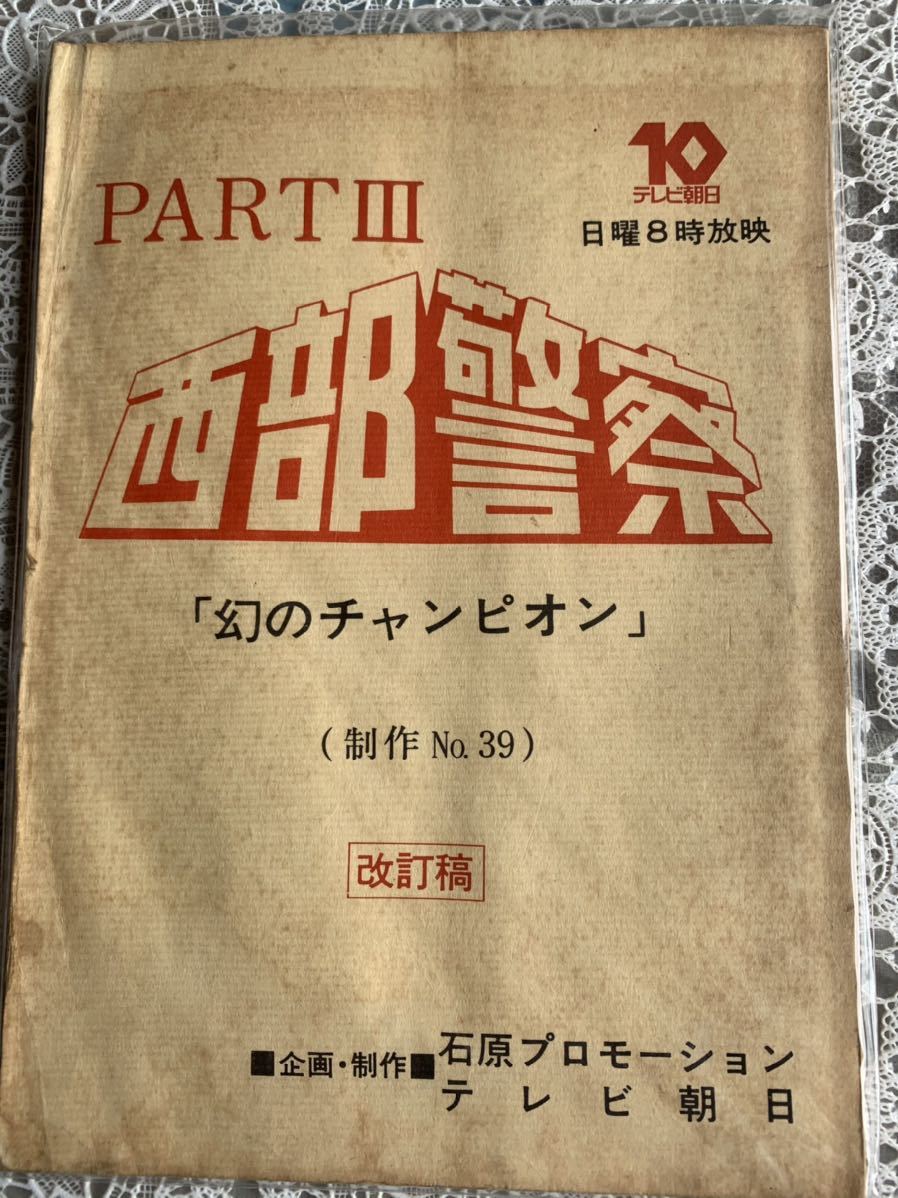 10
テレビ朝日
PART III
日曜8時放映
西部警察
「幻のチャンピオン」
(制作 No. 39)
改訂稿
■企画・制作■石原プロモーション
テレビ朝日